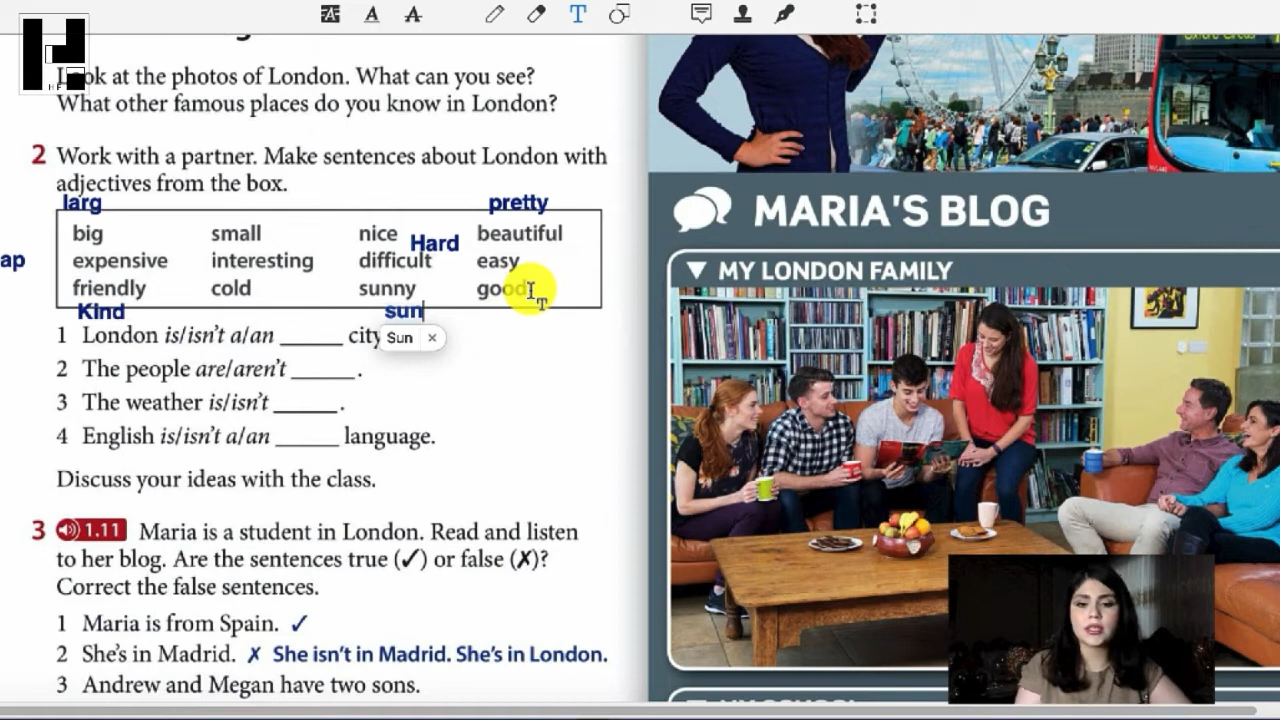 Look at the photos of London. What can you see?
What other famous places do you know in London?
2 Work with a partner. Make sentences about London with
adjectives from the box.
larg pretty
big small nice beautiful
Hard
ap expensive interesting difficult easy
friendly cold sunny good
Kind sun
1 London is/isn't a/an _____ city
Sun ×
2 The people are/aren't _____.
3 The weather is/isn't _____.
4 English is/isn't a/an _____ language.
Discuss your ideas with the class.
3 1.11 Maria is a student in London. Read and listen
to her blog. Are the sentences true (✓) or false (✗)?
Correct the false sentences.
1 Maria is from Spain. ✓
2 She's in Madrid. ✗ She isn't in Madrid. She's in London.
3 Andrew and Megan have two sons.
MARIA'S BLOG
▼ MY LONDON FAMILY